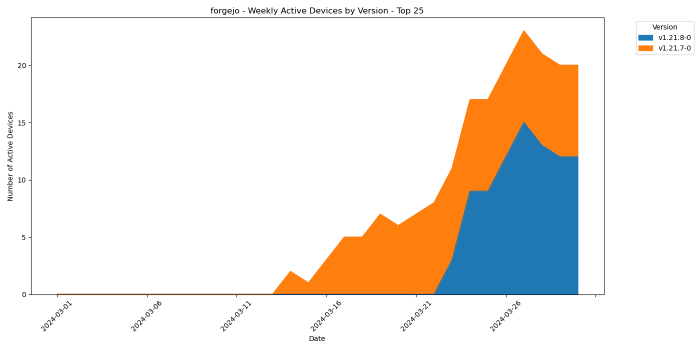 forgejo - Weekly Active Devices by Version - Top 25
Version
v1.21.8-0
v1.21.7-0
Number of Active Devices
20
15
10
5
0
2024-03-01
2024-03-06
2024-03-11
2024-03-16
2024-03-21
2024-03-26
Date